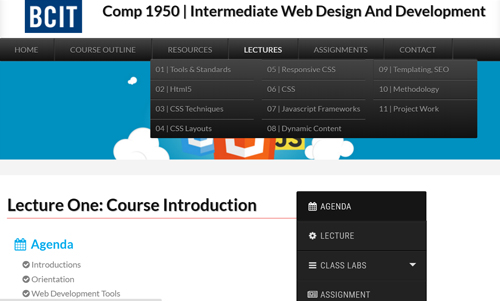 BCIT
Comp 1950 | Intermediate Web Design And Development
HOME COURSE OUTLINE RESOURCES LECTURES ASSIGNMENTS CONTACT
01 | Tools & Standards 05 | Responsive CSS 09 | Templating, SEO
02 | Html5 06 | CSS 10 | Methodology
03 | CSS Techniques 07 | Javascript Frameworks 11 | Project Work
04 | CSS Layouts 08 | Dynamic Content
JS
Lecture One: Course Introduction
Agenda
Introductions
Orientation
Web Development Tools
AGENDA
LECTURE
CLASS LABS
ASSIGNMENT